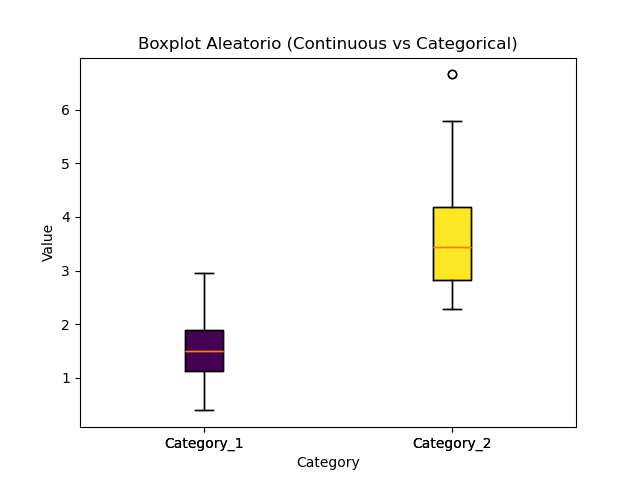 Boxplot Aleatorio (Continuous vs Categorical)
6
5
4
3
2
1
Value
Category_1
Category_2
Category